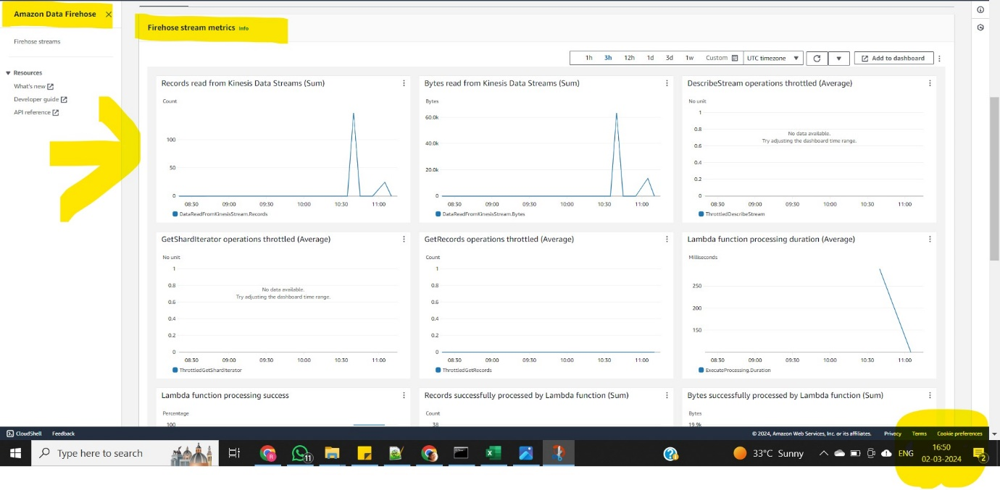 Amazon Data Firehose
Firehose streams
Resources
What's new
Developer guide
API reference
Firehose stream metrics Info
1h 3h 12h 1d 3d 1w Custom UTC timezone Add to dashboard
Records read from Kinesis Data Streams (Sum)
Count
100
50
0
08:30 09:00 09:30 10:00 10:30 11:00
DataReadFromKinesisStream.Records
Bytes read from Kinesis Data Streams (Sum)
Bytes
60.0k
40.0k
20.0k
0
08:30 09:00 09:30 10:00 10:30 11:00
DataReadFromKinesisStream.Bytes
DescribeStream operations throttled (Average)
No unit
1
0.8
0.6
0.4
0.2
0
No data available.
Try adjusting the dashboard time range.
08:30 09:00 09:30 10:00 10:30 11:00
ThrottledDescribeStream
GetShardIterator operations throttled (Average)
No unit
1
0.8
0.6
0.4
0.2
0
No data available.
Try adjusting the dashboard time range.
08:30 09:00 09:30 10:00 10:30 11:00
ThrottledGetShardIterator
GetRecords operations throttled (Average)
Count
1
0.8
0.6
0.4
0.2
0
08:30 09:00 09:30 10:00 10:30 11:00
ThrottledGetRecords
Lambda function processing duration (Average)
Milliseconds
250
200
150
08:30 09:00 09:30 10:00 10:30 11:00
ExecuteProcessing.Duration
Lambda function processing success
Percentage
100
Records successfully processed by Lambda function (Sum)
Count
38
Bytes successfully processed by Lambda function (Sum)
Bytes
19.9k
CloudShell Feedback
© 2024, Amazon Web Services, Inc. or its affiliates. Privacy Terms Cookie preferences
Type here to search
11
33°C Sunny
ENG
16:50
02-03-2024
2